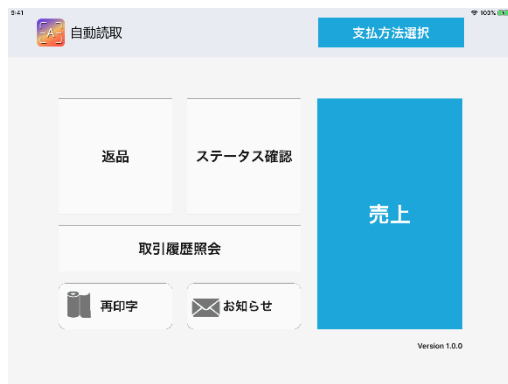 9:41
100%
A
自動読取
支払方法選択
返品
ステータス確認
売上
取引履歴照会
再印字
お知らせ
Version 1.0.0